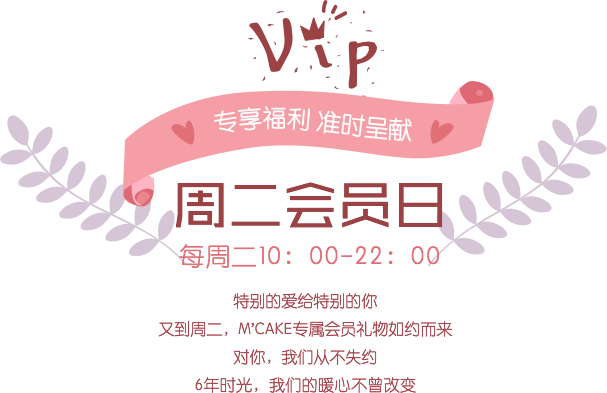 Vip
专享福利 准时呈献
周二会员日
每周二10：00-22：00
特别的爱给特别的你
又到周二，M'CAKE专属会员礼物如约而来
对你，我们从不失约
6年时光，我们的暖心不曾改变